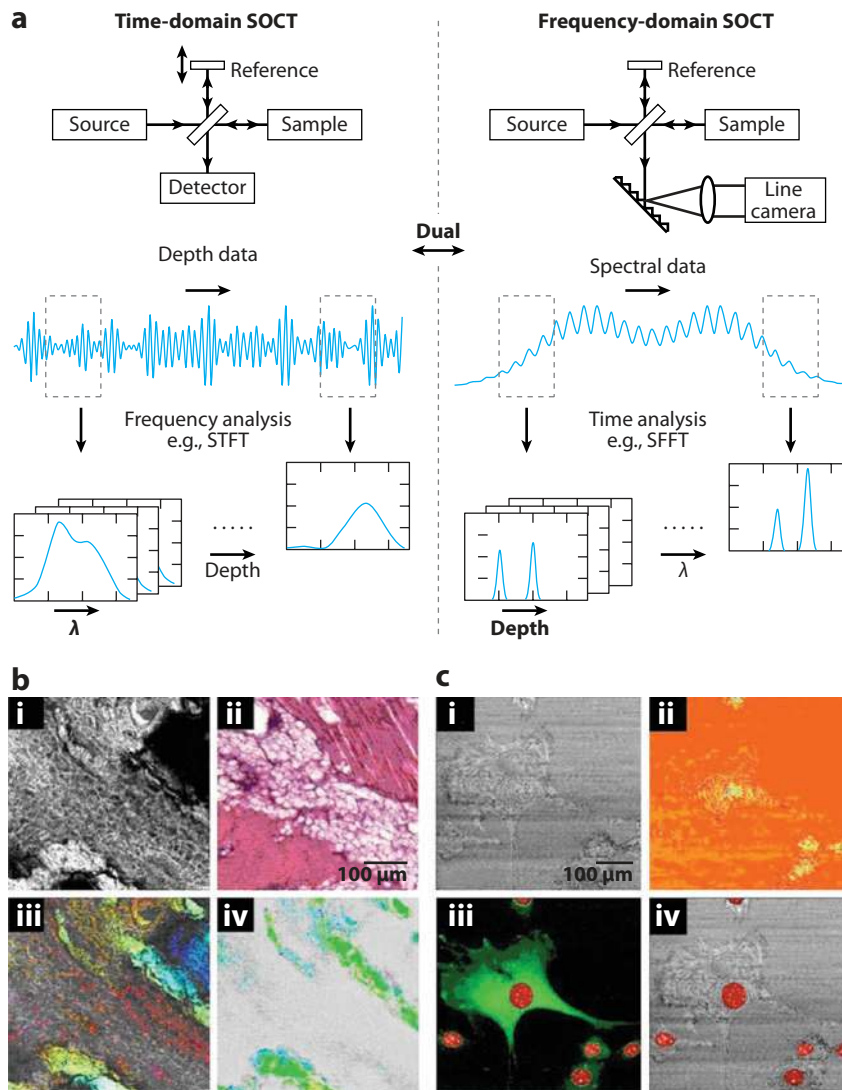 a
Time-domain SOCT
Reference
Source
Sample
Detector
Depth data
Frequency analysis
e.g., STFT
.....
Depth
λ
Dual
Frequency-domain SOCT
Reference
Source
Sample
Line
camera
Spectral data
Time analysis
e.g., SFFT
.....
λ
Depth
b
i
ii
100 µm
iii
iv
c
i
100 µm
ii
iii
iv